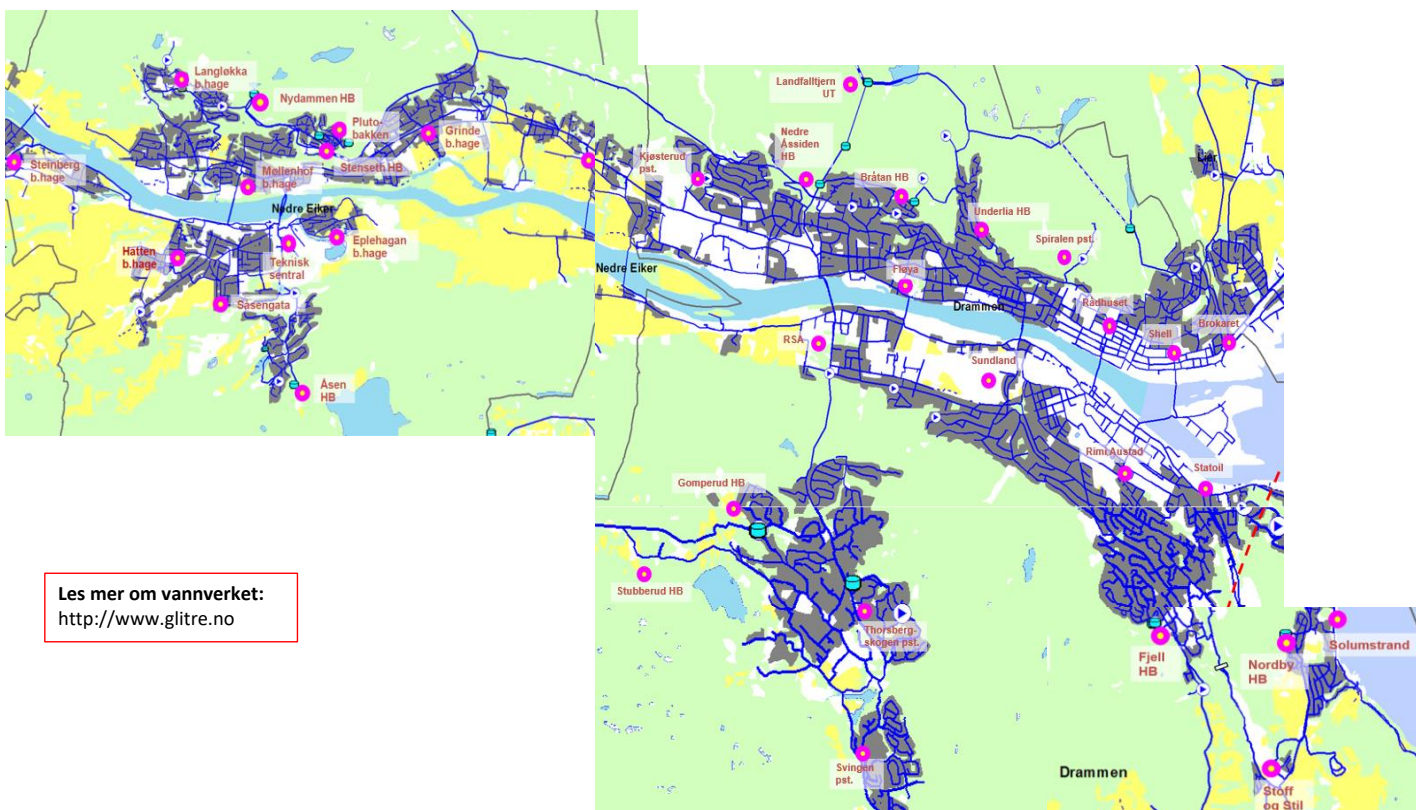 Langløkka
b.hage
Nydammen HB
Pluto-
bakken
Grinde
b.hage
Steinberg
b.hage
Møllenhof
b.hage
Stenseth HB
Nedre Eiker
Hatten
b.hage
Teknisk
sentral
Eplehagan
b.hage
Såsengata
Åsen
HB
Landfalltjern
UT
Nedre
Åssiden
HB
Kjøsterud
pst.
Bråtan HB
Lier
Underlia HB
Spiralen pst.
Nedre Eiker
Fløya
Drammen
Rådhuset
Shell
Brokaret
RSA
Sundland
Rimi Austad
Statoil
Gomperud HB
Stubberud HB
Thorsberg-
skogen pst.
Fjell
HB
Nordby
HB
Solumstrand
Svingen
pst.
Drammen
Stoff
og Stil
Les mer om vannverket:
http://www.glitre.no